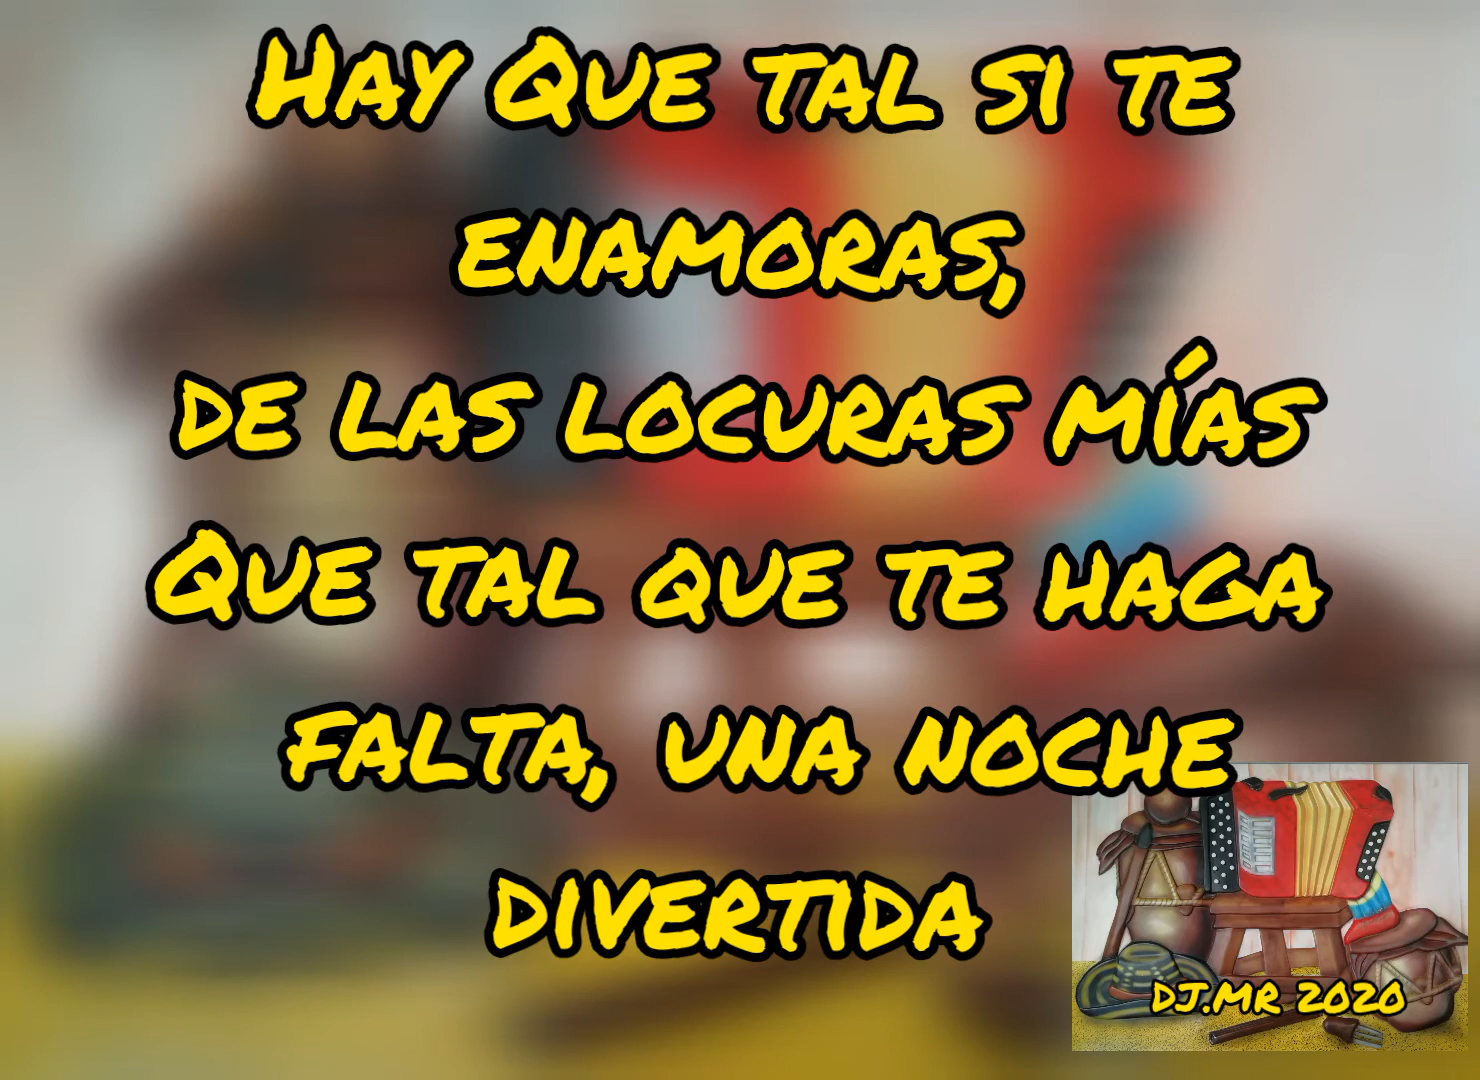 Hay Que tal si te
enamoras,
de las locuras mías
Que tal que te haga
falta, una noche
divertida
DJ.MR 2020